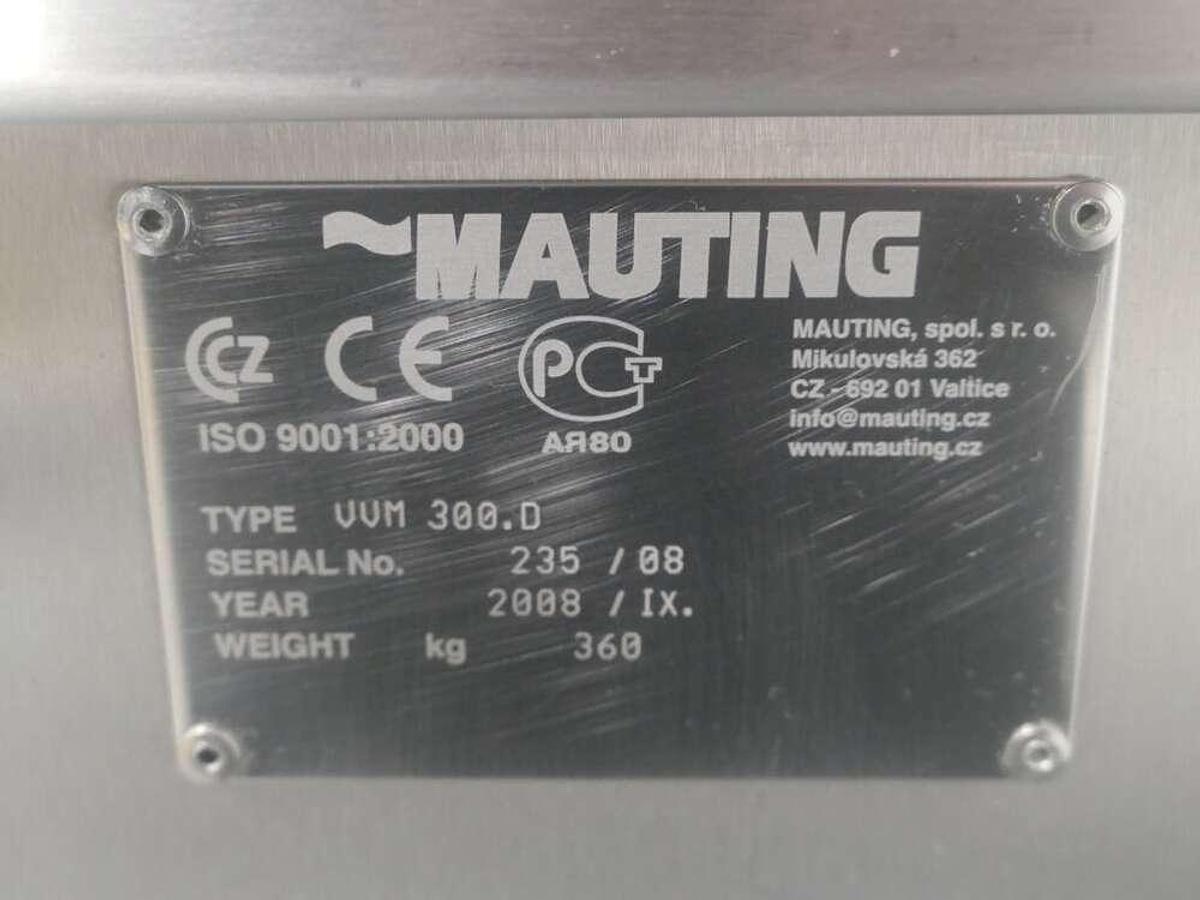 MAUTING
CCZ CE PCT
ISO 9001:2000 АЯ80
MAUTING, spol. s r. o.
Mikulovská 362
CZ - 692 01 Valtice
info@mauting.cz
www.mauting.cz
TYPE VVM 300.D
SERIAL No. 235 / 08
YEAR 2008 / IX.
WEIGHT kg 360